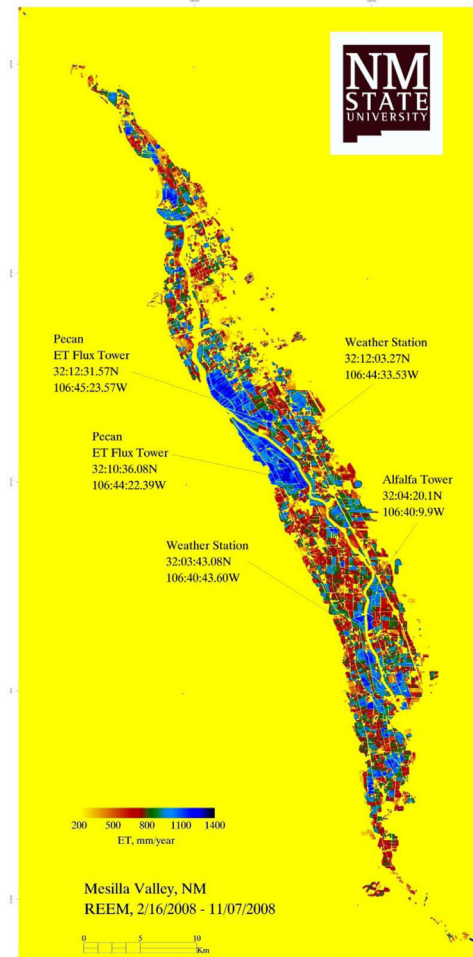 NM
STATE
UNIVERSITY
Pecan
ET Flux Tower
32:12:31.57N
106:45:23.57W
Weather Station
32:12:03.27N
106:44:33.53W
Pecan
ET Flux Tower
32:10:36.08N
106:44:22.39W
Alfalfa Tower
32:04:20.1N
106:40:9.9W
Weather Station
32:03:43.08N
106:40:43.60W
200 500 800 1100 1400
ET, mm/year
Mesilla Valley, NM
REEM, 2/16/2008 - 11/07/2008
0 5 10
Km